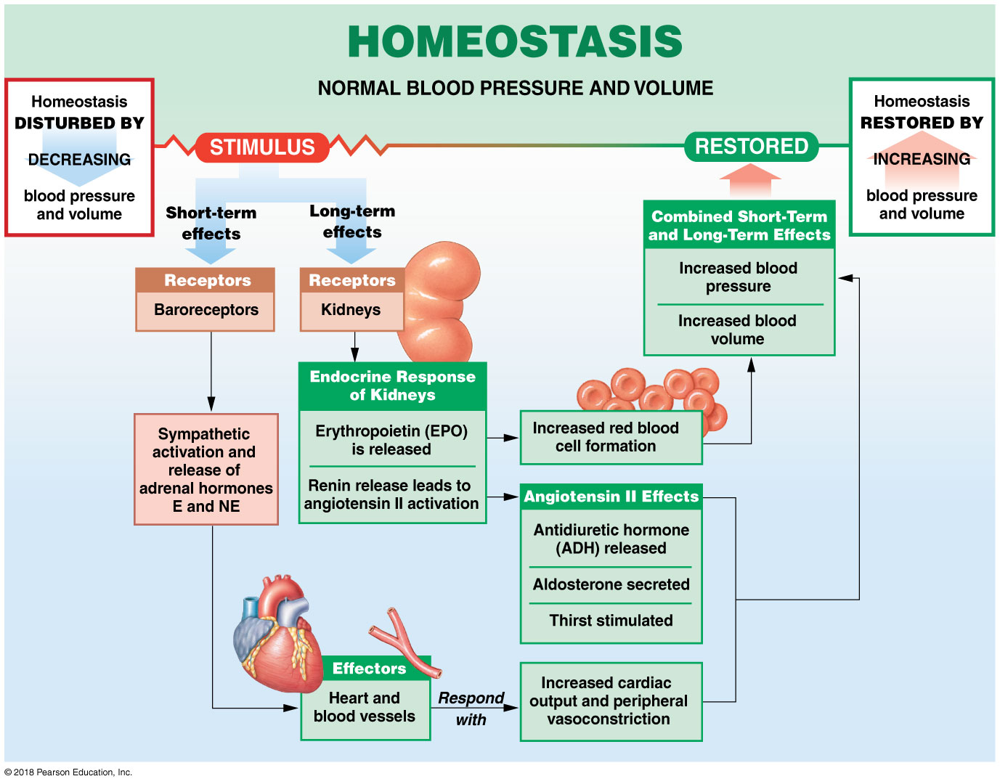 HOMEOSTASIS
NORMAL BLOOD PRESSURE AND VOLUME
Homeostasis
DISTURBED BY
DECREASING
blood pressure
and volume
STIMULUS
RESTORED
Homeostasis
RESTORED BY
INCREASING
blood pressure
and volume
Short-term
effects
Long-term
effects
Receptors
Baroreceptors
Receptors
Kidneys
Combined Short-Term
and Long-Term Effects
Increased blood
pressure
Increased blood
volume
Endocrine Response
of Kidneys
Erythropoietin (EPO)
is released
Renin release leads to
angiotensin II activation
Increased red blood
cell formation
Sympathetic
activation and
release of
adrenal hormones
E and NE
Angiotensin II Effects
Antidiuretic hormone
(ADH) released
Aldosterone secreted
Thirst stimulated
Effectors
Heart and
blood vessels
Respond
with
Increased cardiac
output and peripheral
vasoconstriction
© 2018 Pearson Education, Inc.